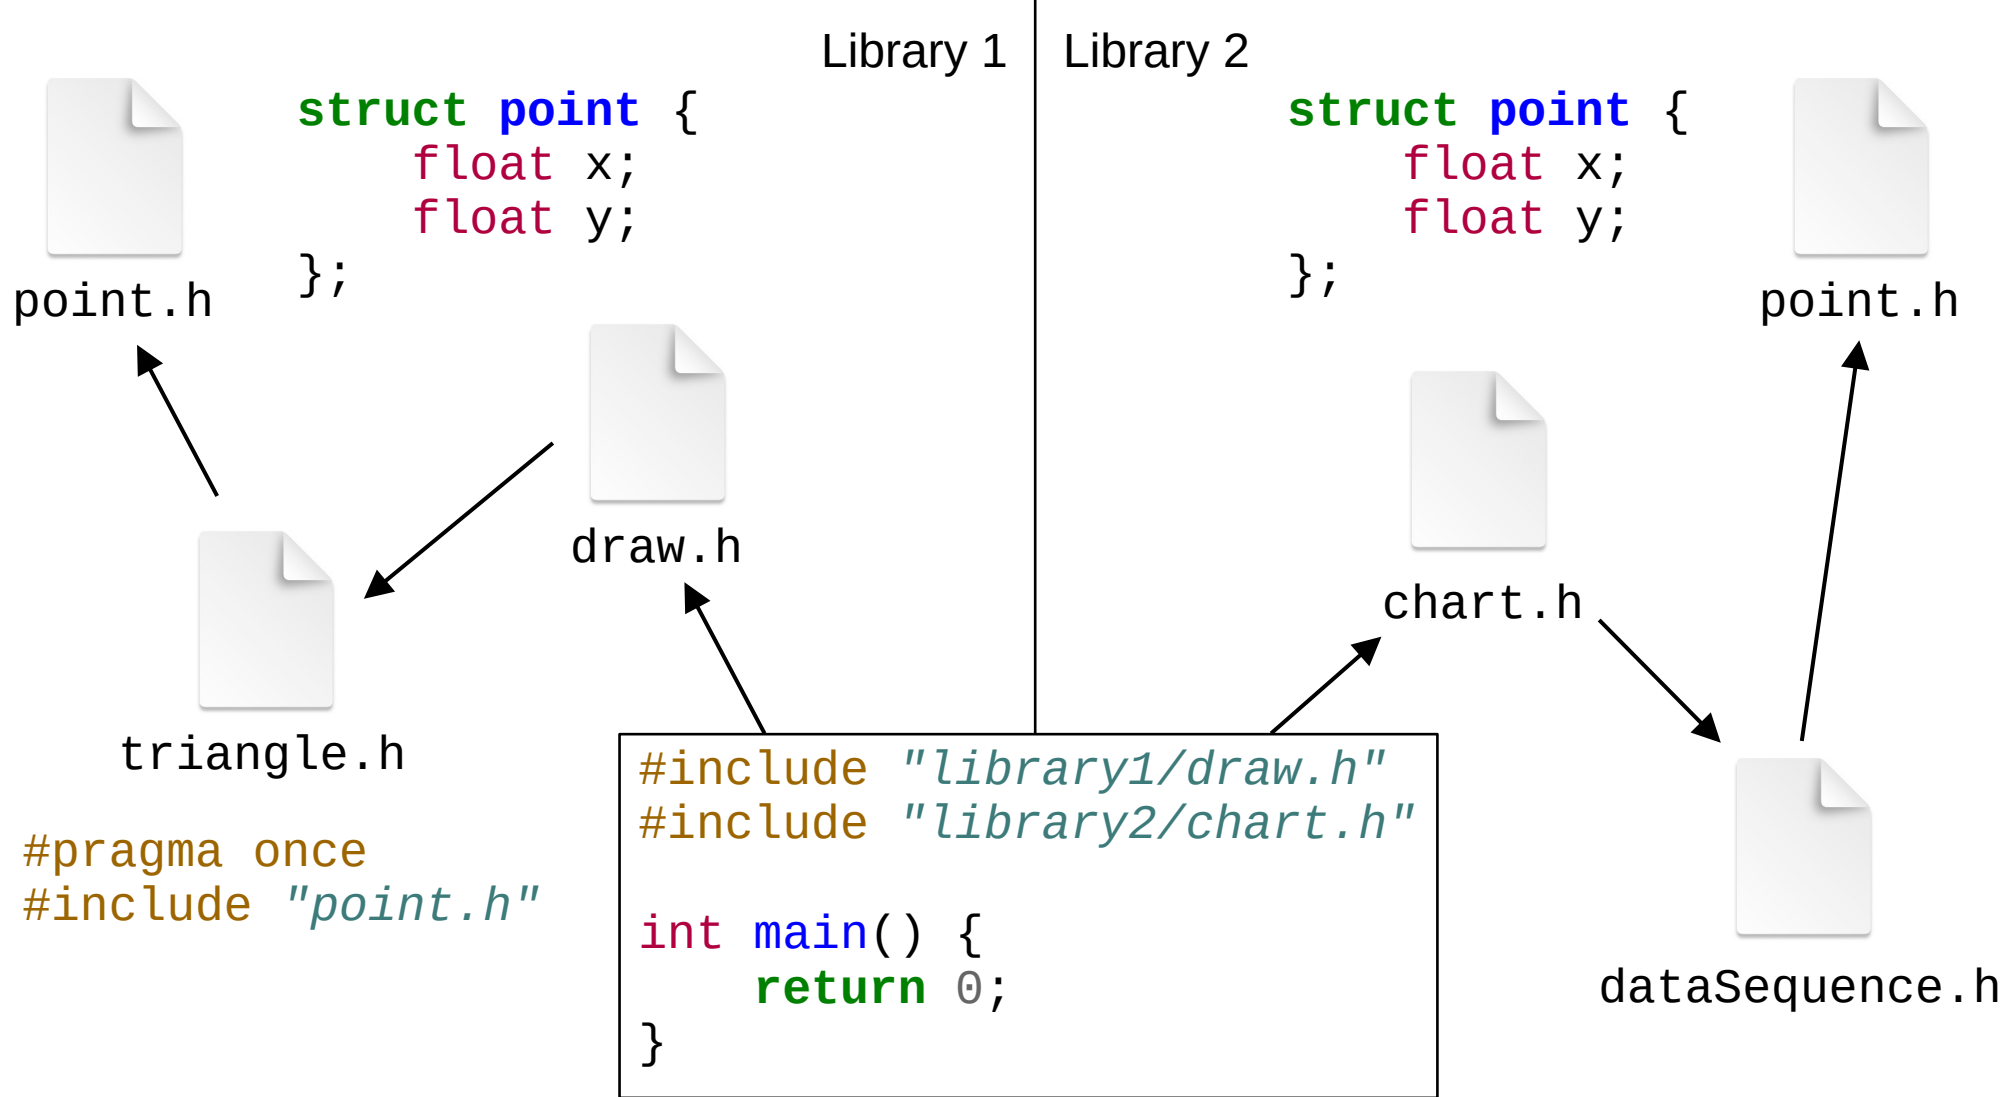 Library 1
Library 2
struct point {
    float x;
    float y;
};
point.h
draw.h
triangle.h
#pragma once
#include "point.h"
struct point {
    float x;
    float y;
};
point.h
chart.h
dataSequence.h
#include "library1/draw.h"
#include "library2/chart.h"
int main() {
    return 0;
}